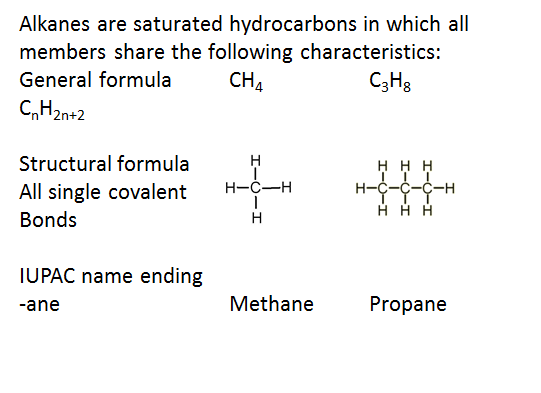 Alkanes are saturated hydrocarbons in which all
members share the following characteristics:
General formula CH₄ C₃H₈
CₙH₂ₙ₊₂
Structural formula
All single covalent
Bonds
H
H-C-H
H
H H H
H-C-C-C-H
H H H
IUPAC name ending
-ane Methane Propane